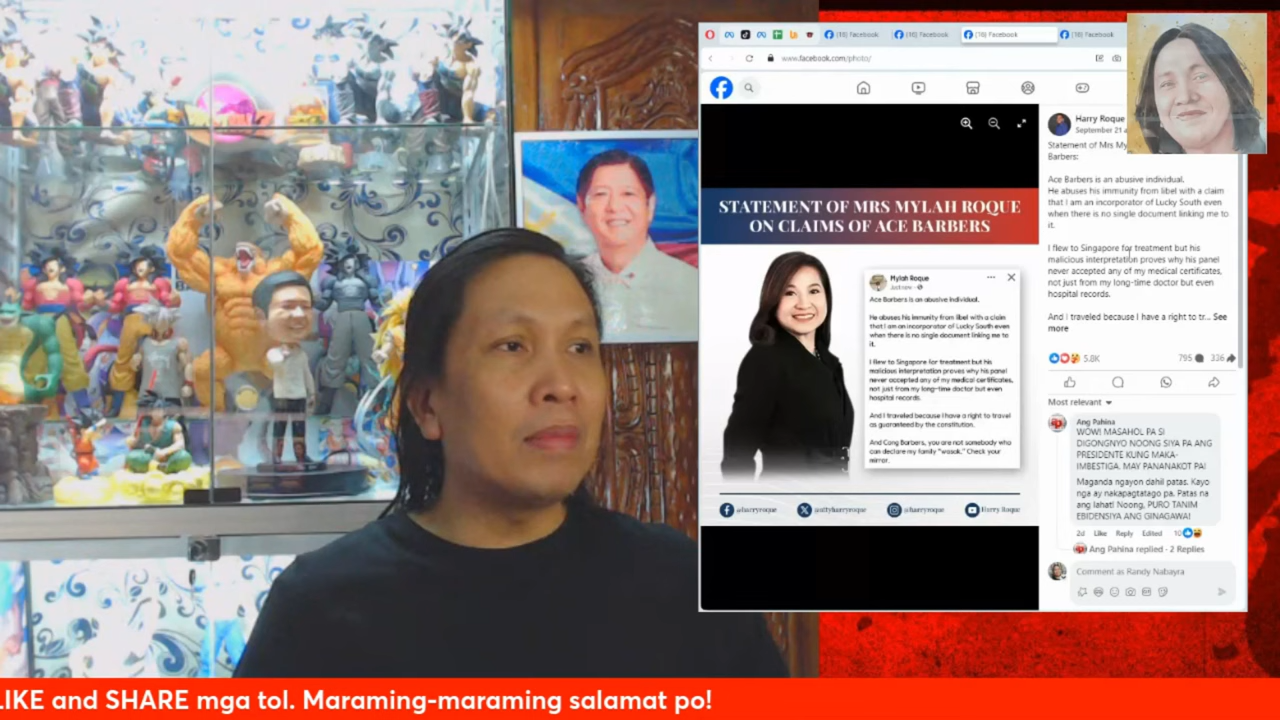 (16) Facebook
(16) Facebook
(16) Facebook
(16) Facebook
www.facebook.com/photo/
STATEMENT OF MRS MYLAH ROQUE
ON CLAIMS OF ACE BARBERS
Mylah Roque
Just now
Ace Barbers is an abusive individual.
He abuses his immunity from libel with a claim
that I am an incorporator of Lucky South even
when there is no single document linking me to
it.
I flew to Singapore for treatment but his
malicious interpretation proves why his panel
never accepted any of my medical certificates,
not just from my long-time doctor but even
hospital records.
And I traveled because I have a right to travel
as guaranteed by the constitution.
And Cong Barbers, you are not somebody who
can declare my family "wasak." Check your
mirror.
@harryroque
@attyharryroque
@harryroque
Harry Roque
Harry Roque
September 21
Statement of Mrs My
Barbers:
Ace Barbers is an abusive individual.
He abuses his immunity from libel with a claim
that I am an incorporator of Lucky South even
when there is no single document linking me to
it.
I flew to Singapore for treatment but his
malicious interpretation proves why his panel
never accepted any of my medical certificates,
not just from my long-time doctor but even
hospital records.
And I traveled because I have a right to tr... See
more
5.8K
795
336
Most relevant
Ang Pahina
WOW! MASAHOL PA SI
DIGONGNYO NOONG SIYA PA ANG
PRESIDENTE KUNG MAKA-
IMBESTIGA. MAY PANANAKOT PA!
Maganda ngayon dahil patas. Kayo
nga ay nakapagtatago pa. Patas na
ang lahat! Noong, PURO TANIM
EBIDENSIYA ANG GINAGAWA!
2d Like Reply Edited 10
Ang Pahina replied · 2 Replies
Comment as Randy Nabayra
LIKE and SHARE mga tol. Maraming-maraming salamat po!